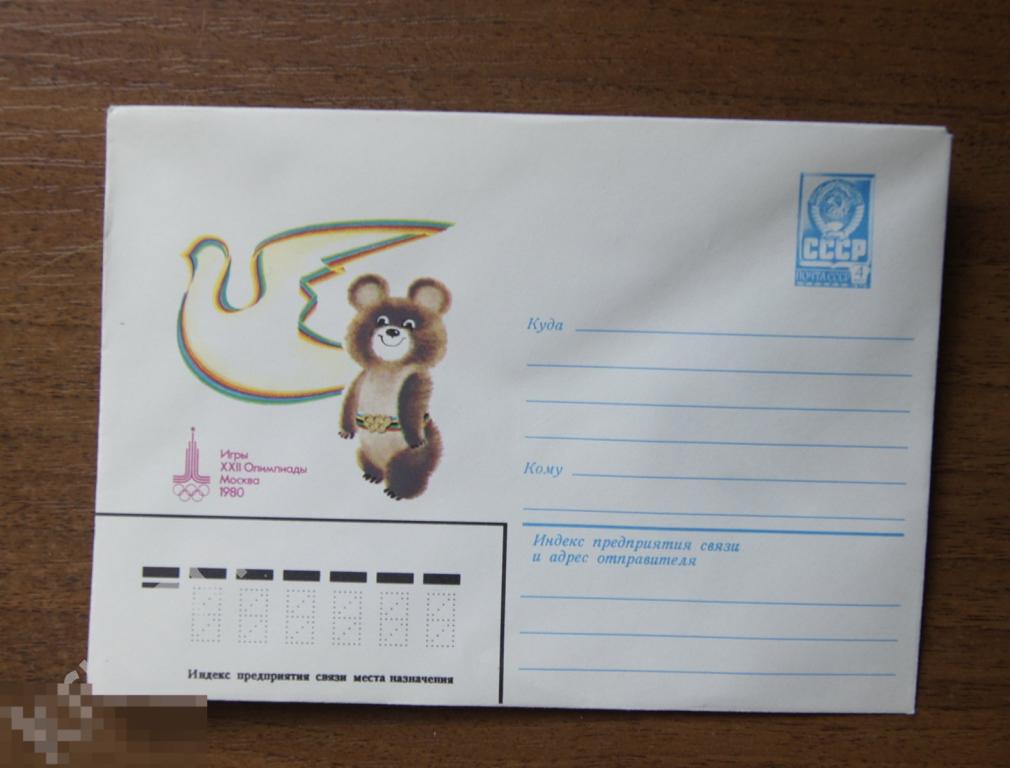 СССР
ПОЧТА СССР 4
Куда
Кому
Игры
XXII Олимпиады
Москва
1980
Индекс предприятия связи
и адрес отправителя
Индекс предприятия связи места назначения